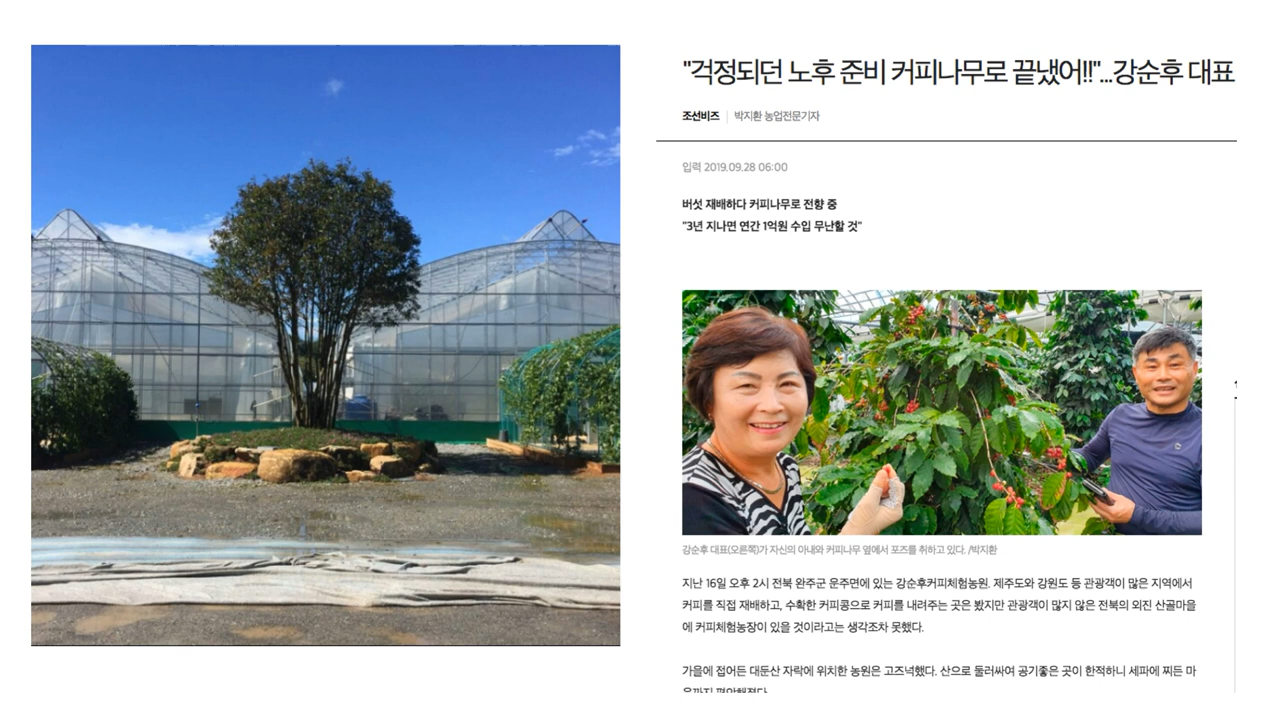 "걱정되던 노후 준비 커피나무로 끝냈어!!"...강순후 대표
조선비즈 | 박지환 농업전문기자
입력 2019.09.28 06:00
버섯 재배하다 커피나무로 전향 중
"3년 지나면 연간 1억원 수입 무난할 것"
강순후 대표(오른쪽)가 자신의 아내와 커피나무 옆에서 포즈를 취하고 있다. /박지환
지난 16일 오후 2시 전북 완주군 운주면에 있는 강순후커피체험농원. 제주도와 강원도 등 관광객이 많은 지역에서
커피를 직접 재배하고, 수확한 커피콩으로 커피를 내려주는 곳은 봤지만 관광객이 많지 않은 전북의 외진 산골마을
에 커피체험농장이 있을 것이라고는 생각조차 못했다.
가을에 접어든 대둔산 자락에 위치한 농원은 고즈넉했다. 산으로 둘러싸여 공기좋은 곳이 한적하니 세파에 찌든 마